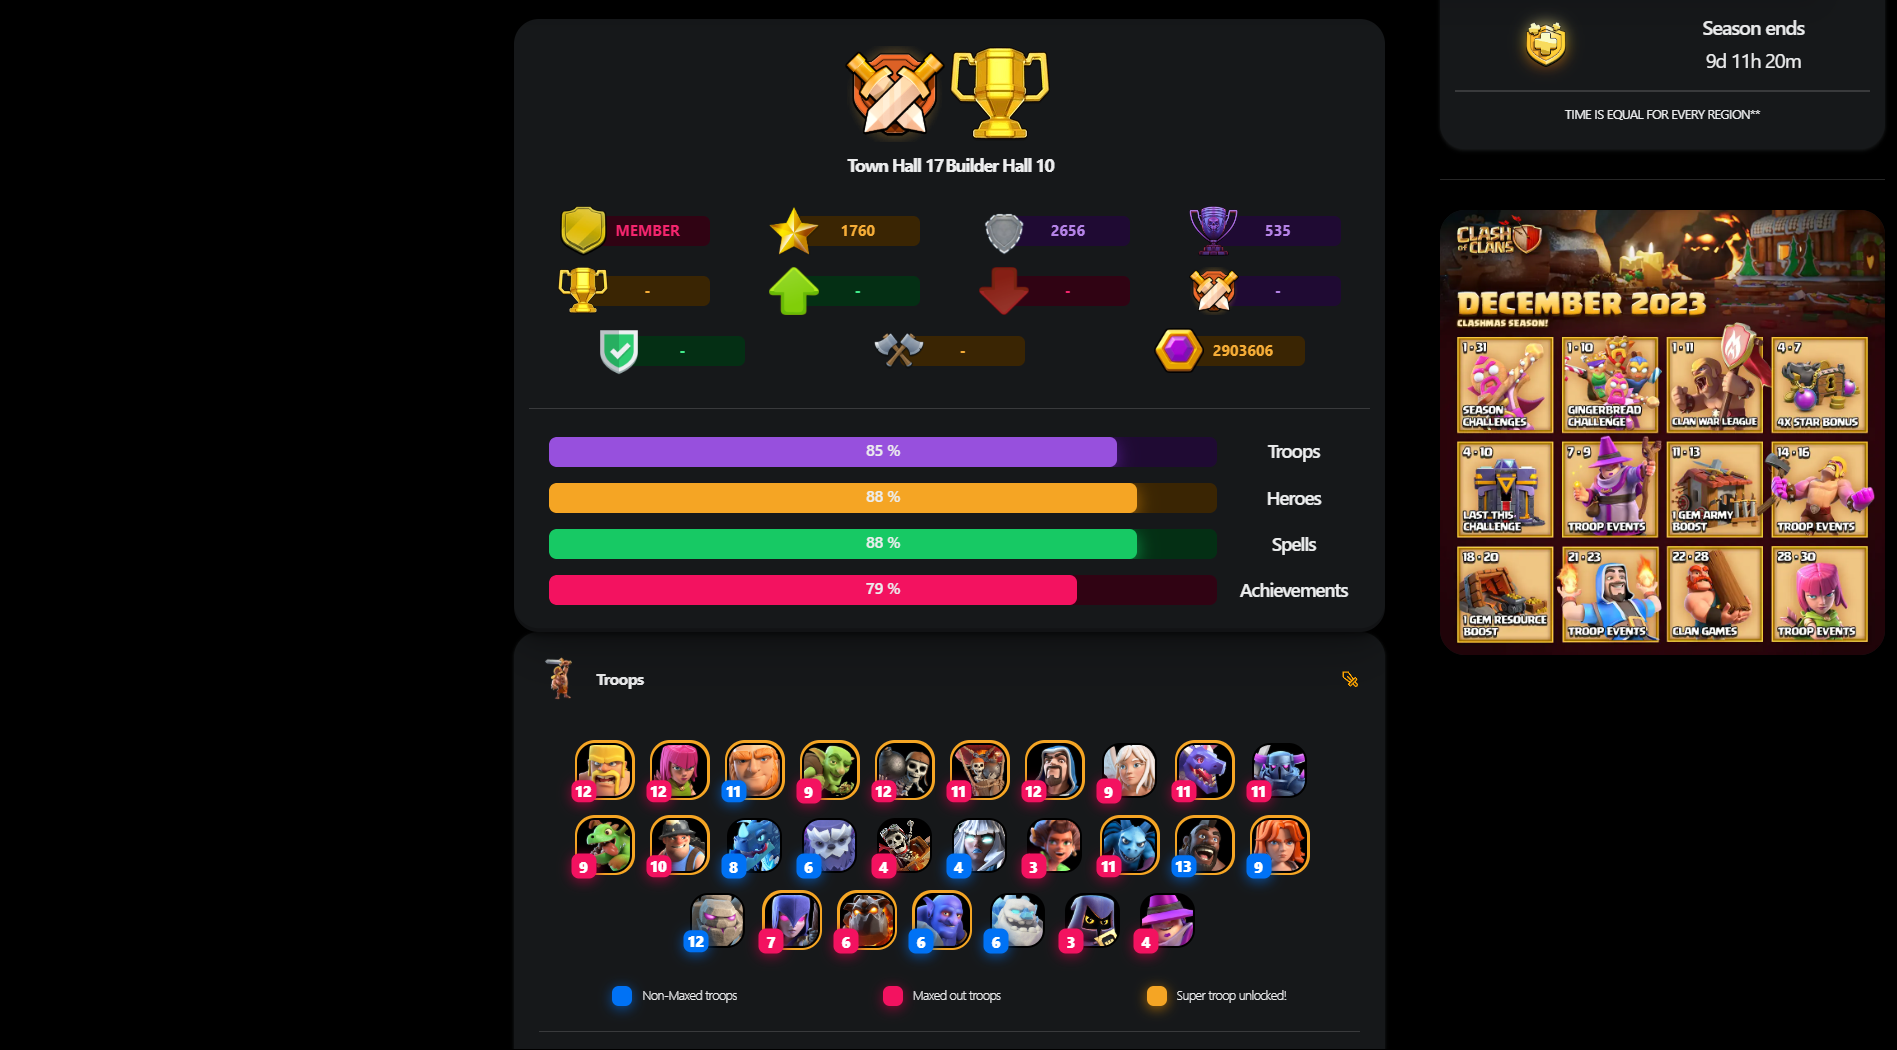 Town Hall 17 Builder Hall 10
MEMBER
1760
2656
535
-
-
-
-
-
-
2903606
85 %
Troops
88 %
Heroes
88 %
Spells
79 %
Achievements
Troops
12
12
11
9
12
11
12
9
11
11
9
10
8
6
4
4
3
11
13
9
12
7
6
6
6
3
4
Non-Maxed troops
Maxed out troops
Super troop unlocked!
Season ends
9d 11h 20m
TIME IS EQUAL FOR EVERY REGION**
CLASH
OF CLANS
DECEMBER 2023
CLASHMAS SEASON!
1-31
SEASON
CHALLENGES
1-10
GINGERBREAD
CHALLENGE
1-11
CLAN WAR LEAGUE
4-7
4X STAR BONUS
4-10
LAST THIS
CHALLENGE
7-9
TROOP EVENTS
11-13
1 GEM ARMY
BOOST
14-16
TROOP EVENTS
18-20
1 GEM RESOURCE
BOOST
21-23
TROOP EVENTS
22-28
CLAN GAMES
28-30
TROOP EVENTS